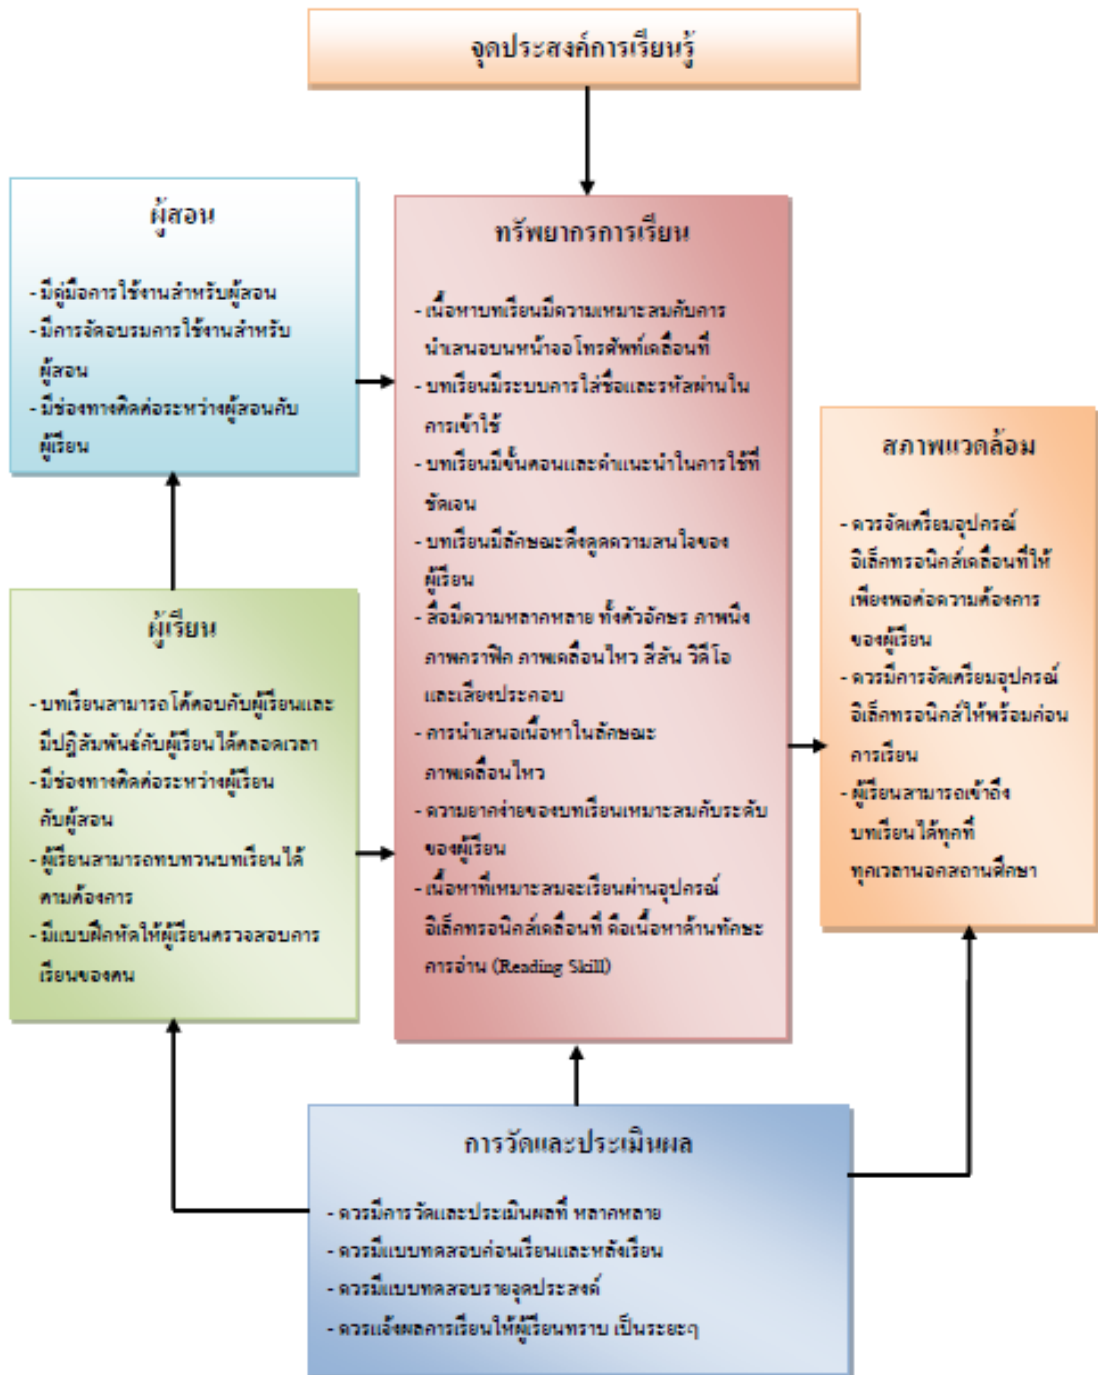 จุดประสงค์การเรียนรู้
ผู้สอน
- มีคู่มือการใช้งานสำหรับผู้สอน
- มีการจัดอบรมการใช้งานสำหรับ
ผู้สอน
- มีช่องทางติดต่อระหว่างผู้สอนกับ
ผู้เรียน
ทรัพยากรการเรียน
- เนื้อหาบทเรียนมีความเหมาะสมกับการ
นำเสนอบนหน้าจอโทรศัพท์เคลื่อนที่
- บทเรียนมีระบบการใส่ชื่อและรหัสผ่านใน
การเข้าใช้
- บทเรียนมีขั้นตอนและคำแนะนำในการใช้ที่
ชัดเจน
- บทเรียนมีลักษณะดึงดูดความสนใจของ
ผู้เรียน
- สื่อมีความหลากหลาย ทั้งตัวอักษร ภาพนิ่ง
ภาพกราฟิก ภาพเคลื่อนไหว สีสัน วิดีโอ
และเสียงประกอบ
- การนำเสนอเนื้อหาในลักษณะ
ภาพเคลื่อนไหว
- ความยากง่ายของบทเรียนเหมาะสมกับระดับ
ของผู้เรียน
- เนื้อหาที่เหมาะสมจะเรียนผ่านอุปกรณ์
อิเล็กทรอนิกส์เคลื่อนที่ คือเนื้อหาด้านทักษะ
การอ่าน (Reading Skill)
สภาพแวดล้อม
- ควรจัดเตรียมอุปกรณ์
อิเล็กทรอนิกส์เคลื่อนที่ให้
เพียงพอต่อความต้องการ
ของผู้เรียน
- ควรมีการจัดเตรียมอุปกรณ์
อิเล็กทรอนิกส์ให้พร้อมก่อน
การเรียน
- ผู้เรียนสามารถเข้าถึง
บทเรียนได้ทุกที่
ทุกเวลานอกสถานศึกษา
ผู้เรียน
- บทเรียนสามารถโต้ตอบกับผู้เรียนและ
มีปฏิสัมพันธ์กับผู้เรียนได้ตลอดเวลา
- มีช่องทางติดต่อระหว่างผู้เรียน
กับผู้สอน
- ผู้เรียนสามารถทบทวนบทเรียนได้
ตามต้องการ
- มีแบบฝึกหัดให้ผู้เรียนตรวจสอบการ
เรียนของตน
การวัดและประเมินผล
- ควรมีการวัดและประเมินผลที่ หลากหลาย
- ควรมีแบบทดสอบก่อนเรียนและหลังเรียน
- ควรมีแบบทดสอบรายจุดประสงค์
- ควรแจ้งผลการเรียนให้ผู้เรียนทราบ เป็นระยะๆ